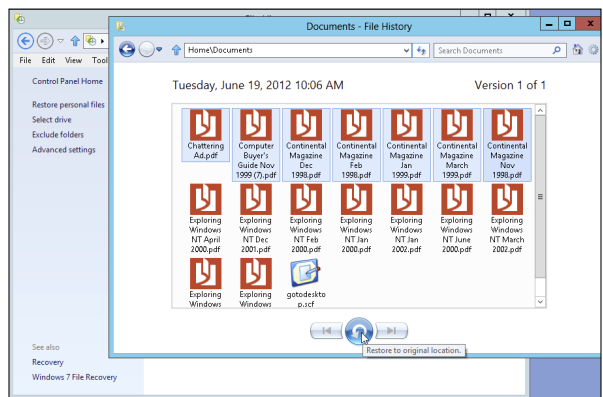 Documents - File History
Home\Documents
Search Documents
File Edit View Tool
Control Panel Home
Restore personal files
Select drive
Exclude folders
Advanced settings
See also
Recovery
Windows 7 File Recovery
Tuesday, June 19, 2012 10:06 AM
Version 1 of 1
Chattering
Ad.pdf
Computer
Buyer's
Guide Nov
1999 (7).pdf
Continental
Magazine
Dec
1998.pdf
Continental
Magazine
Feb
1998.pdf
Continental
Magazine
Jan
1999.pdf
Continental
Magazine
March
1999.pdf
Continental
Magazine
Nov
1998.pdf
Exploring
Windows
NT April
2000.pdf
Exploring
Windows
NT Dec
2001.pdf
Exploring
Windows
NT Feb
2000.pdf
Exploring
Windows
NT Jan
2000.pdf
Exploring
Windows
NT Jan
2002.pdf
Exploring
Windows
NT June
2000.pdf
Exploring
Windows
NT March
2002.pdf
Exploring
Windows
Exploring
Windows
gotodeskto
p.scf
Restore to original location.